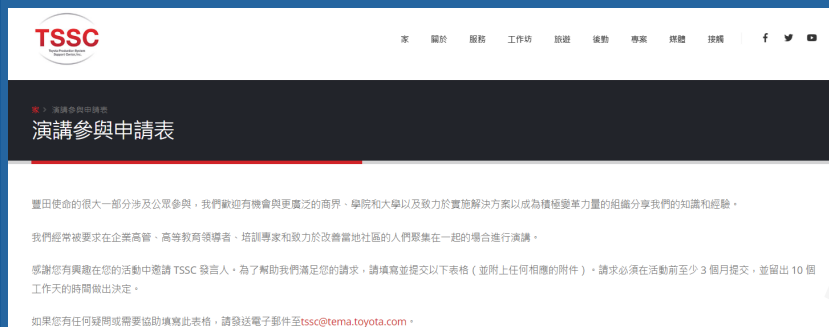 TSSC
Toyota Production System
Support Center, Inc.
家 關於 服務 工作坊 旅遊 後勤 專案 媒體 接觸
家 > 演講參與申請表
演講參與申請表
豐田使命的很大一部分涉及公眾參與，我們歡迎有機會與更廣泛的商界、學院和大學以及致力於實施解決方案以成為積極變革力量的組織分享我們的知識和經驗。
我們經常被要求在企業高管、高等教育領導者、培訓專家和致力於改善當地社區的人們聚集在一起的場合進行演講。
感謝您有興趣在您的活動中邀請 TSSC 發言人。為了幫助我們滿足您的請求，請填寫並提交以下表格（並附上任何相應的附件）。請求必須在活動前至少 3 個月提交，並留出 10 個
工作天的時間做出決定。
如果您有任何疑問或需要協助填寫此表格，請發送電子郵件至tssc@tema.toyota.com。